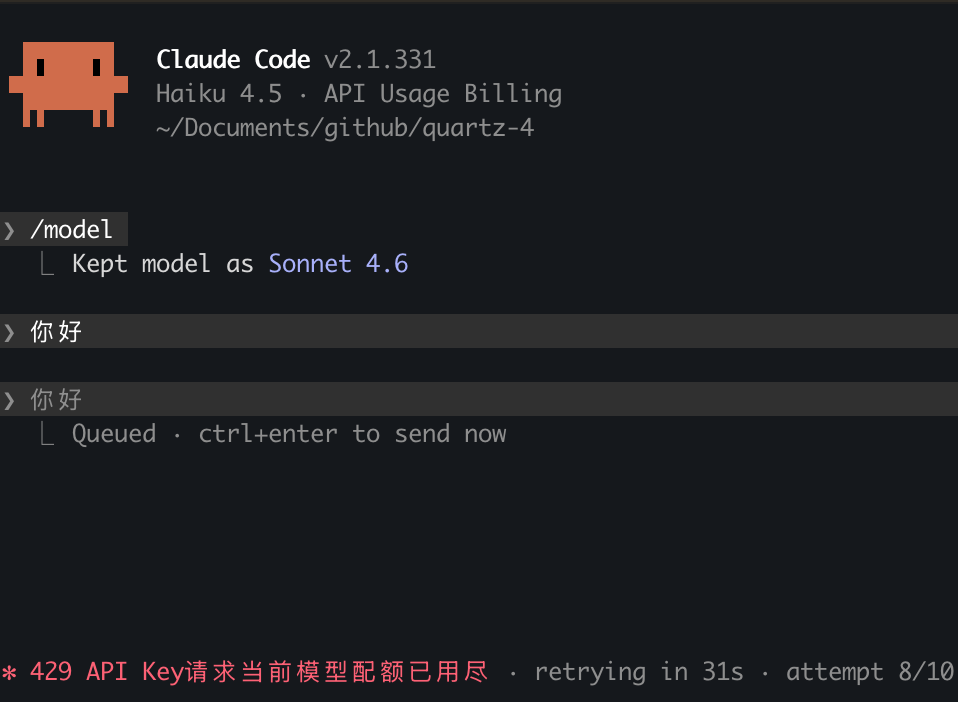 Claude Code v2.1.331
Haiku 4.5 · API Usage Billing
~/Documents/github/quartz-4
❯ /model
⎿ Kept model as Sonnet 4.6
❯ 你好
❯ 你好
⎿ Queued · ctrl+enter to send now
✻ 429 API Key请求当前模型配额已用尽 · retrying in 31s · attempt 8/10